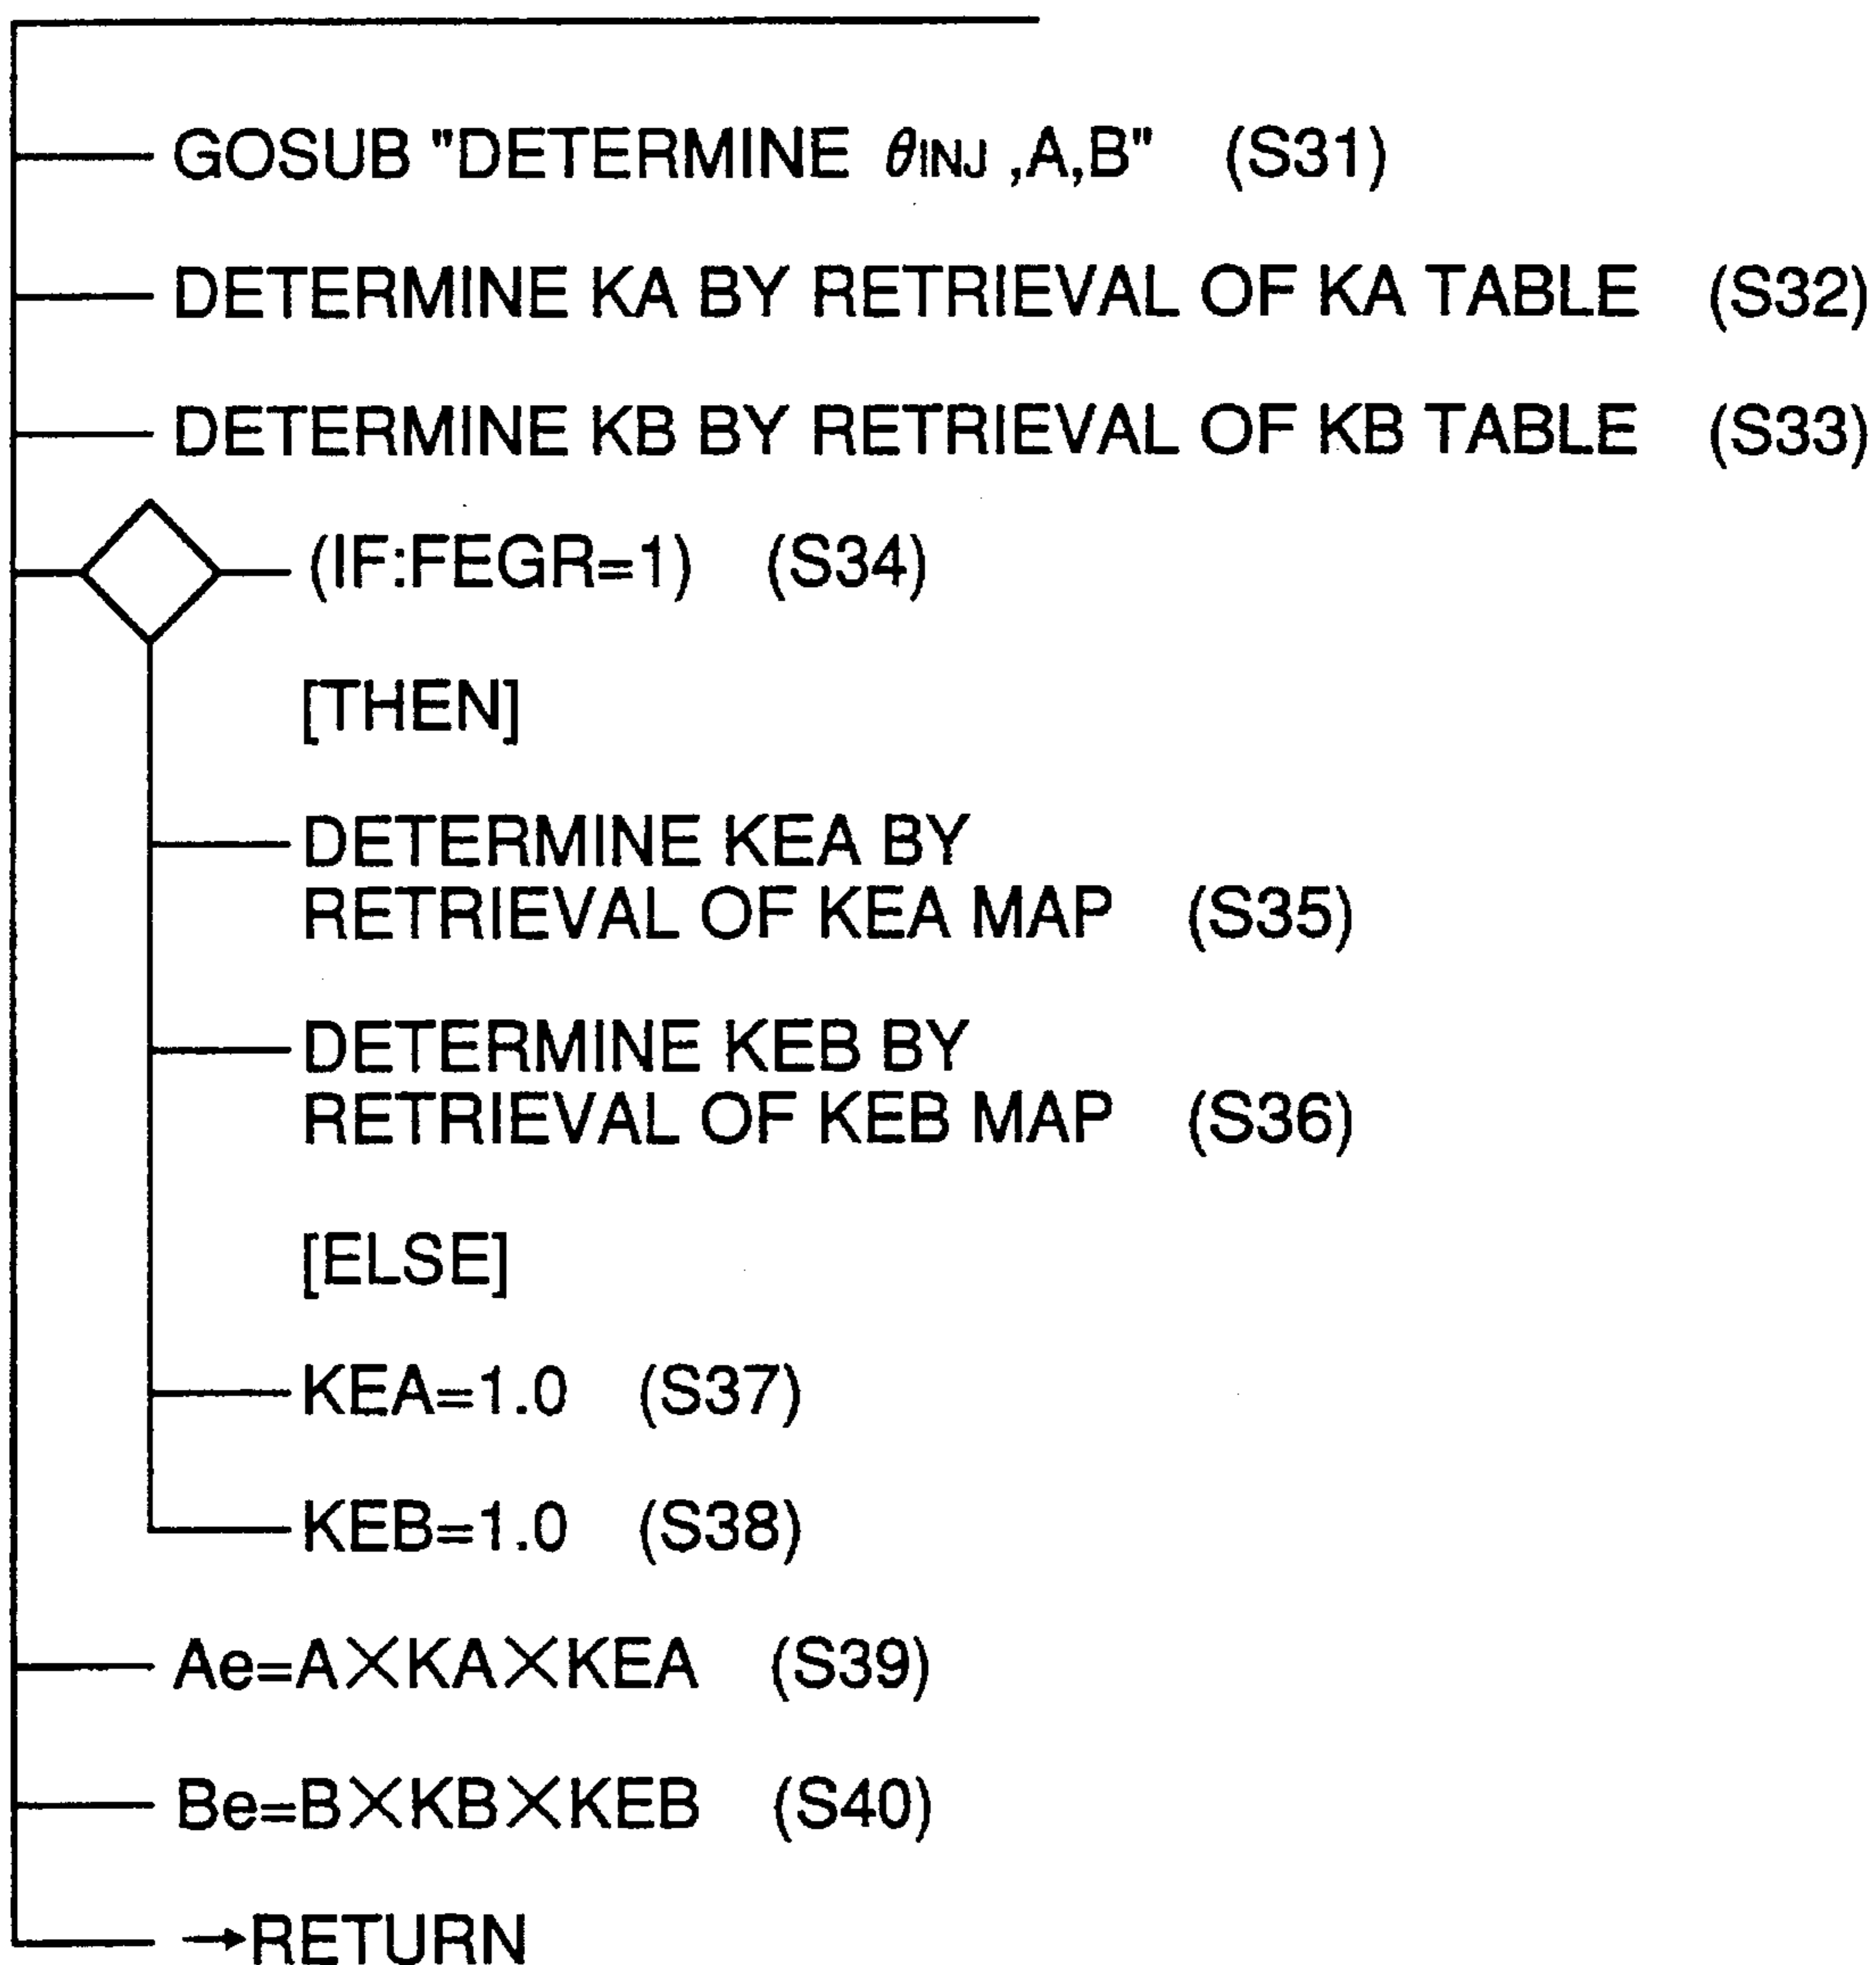 GOSUB "DETERMINE θINJ ,A,B" (S31)
DETERMINE KA BY RETRIEVAL OF KA TABLE (S32)
DETERMINE KB BY RETRIEVAL OF KB TABLE (S33)
(IF:FEGR=1) (S34)
[THEN]
DETERMINE KEA BY
RETRIEVAL OF KEA MAP (S35)
DETERMINE KEB BY
RETRIEVAL OF KEB MAP (S36)
[ELSE]
KEA=1.0 (S37)
KEB=1.0 (S38)
Ae=A×KA×KEA (S39)
Be=B×KB×KEB (S40)
→RETURN